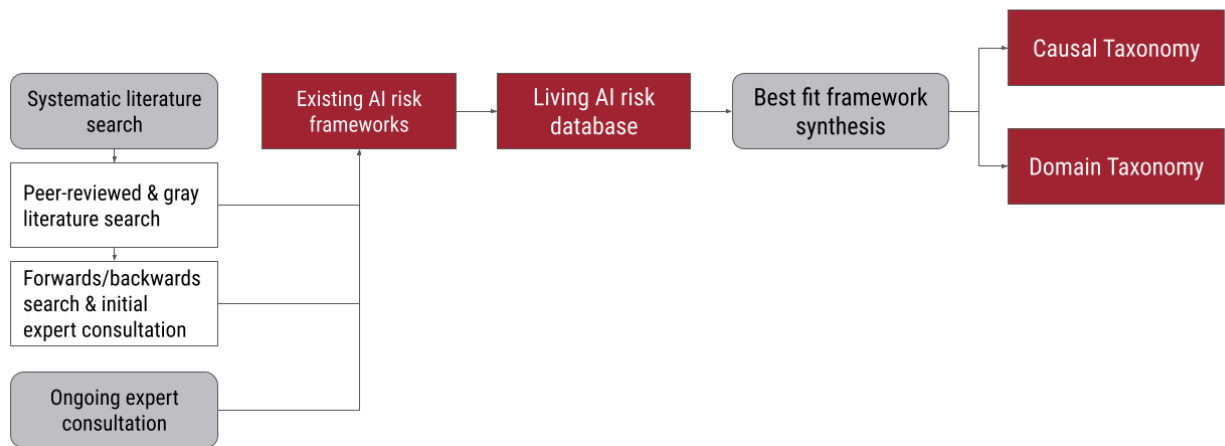 Systematic literature
search
Peer-reviewed & gray
literature search
Forwards/backwards
search & initial
expert consultation
Ongoing expert
consultation
Existing AI risk
frameworks
Living AI risk
database
Best fit framework
synthesis
Causal Taxonomy
Domain Taxonomy